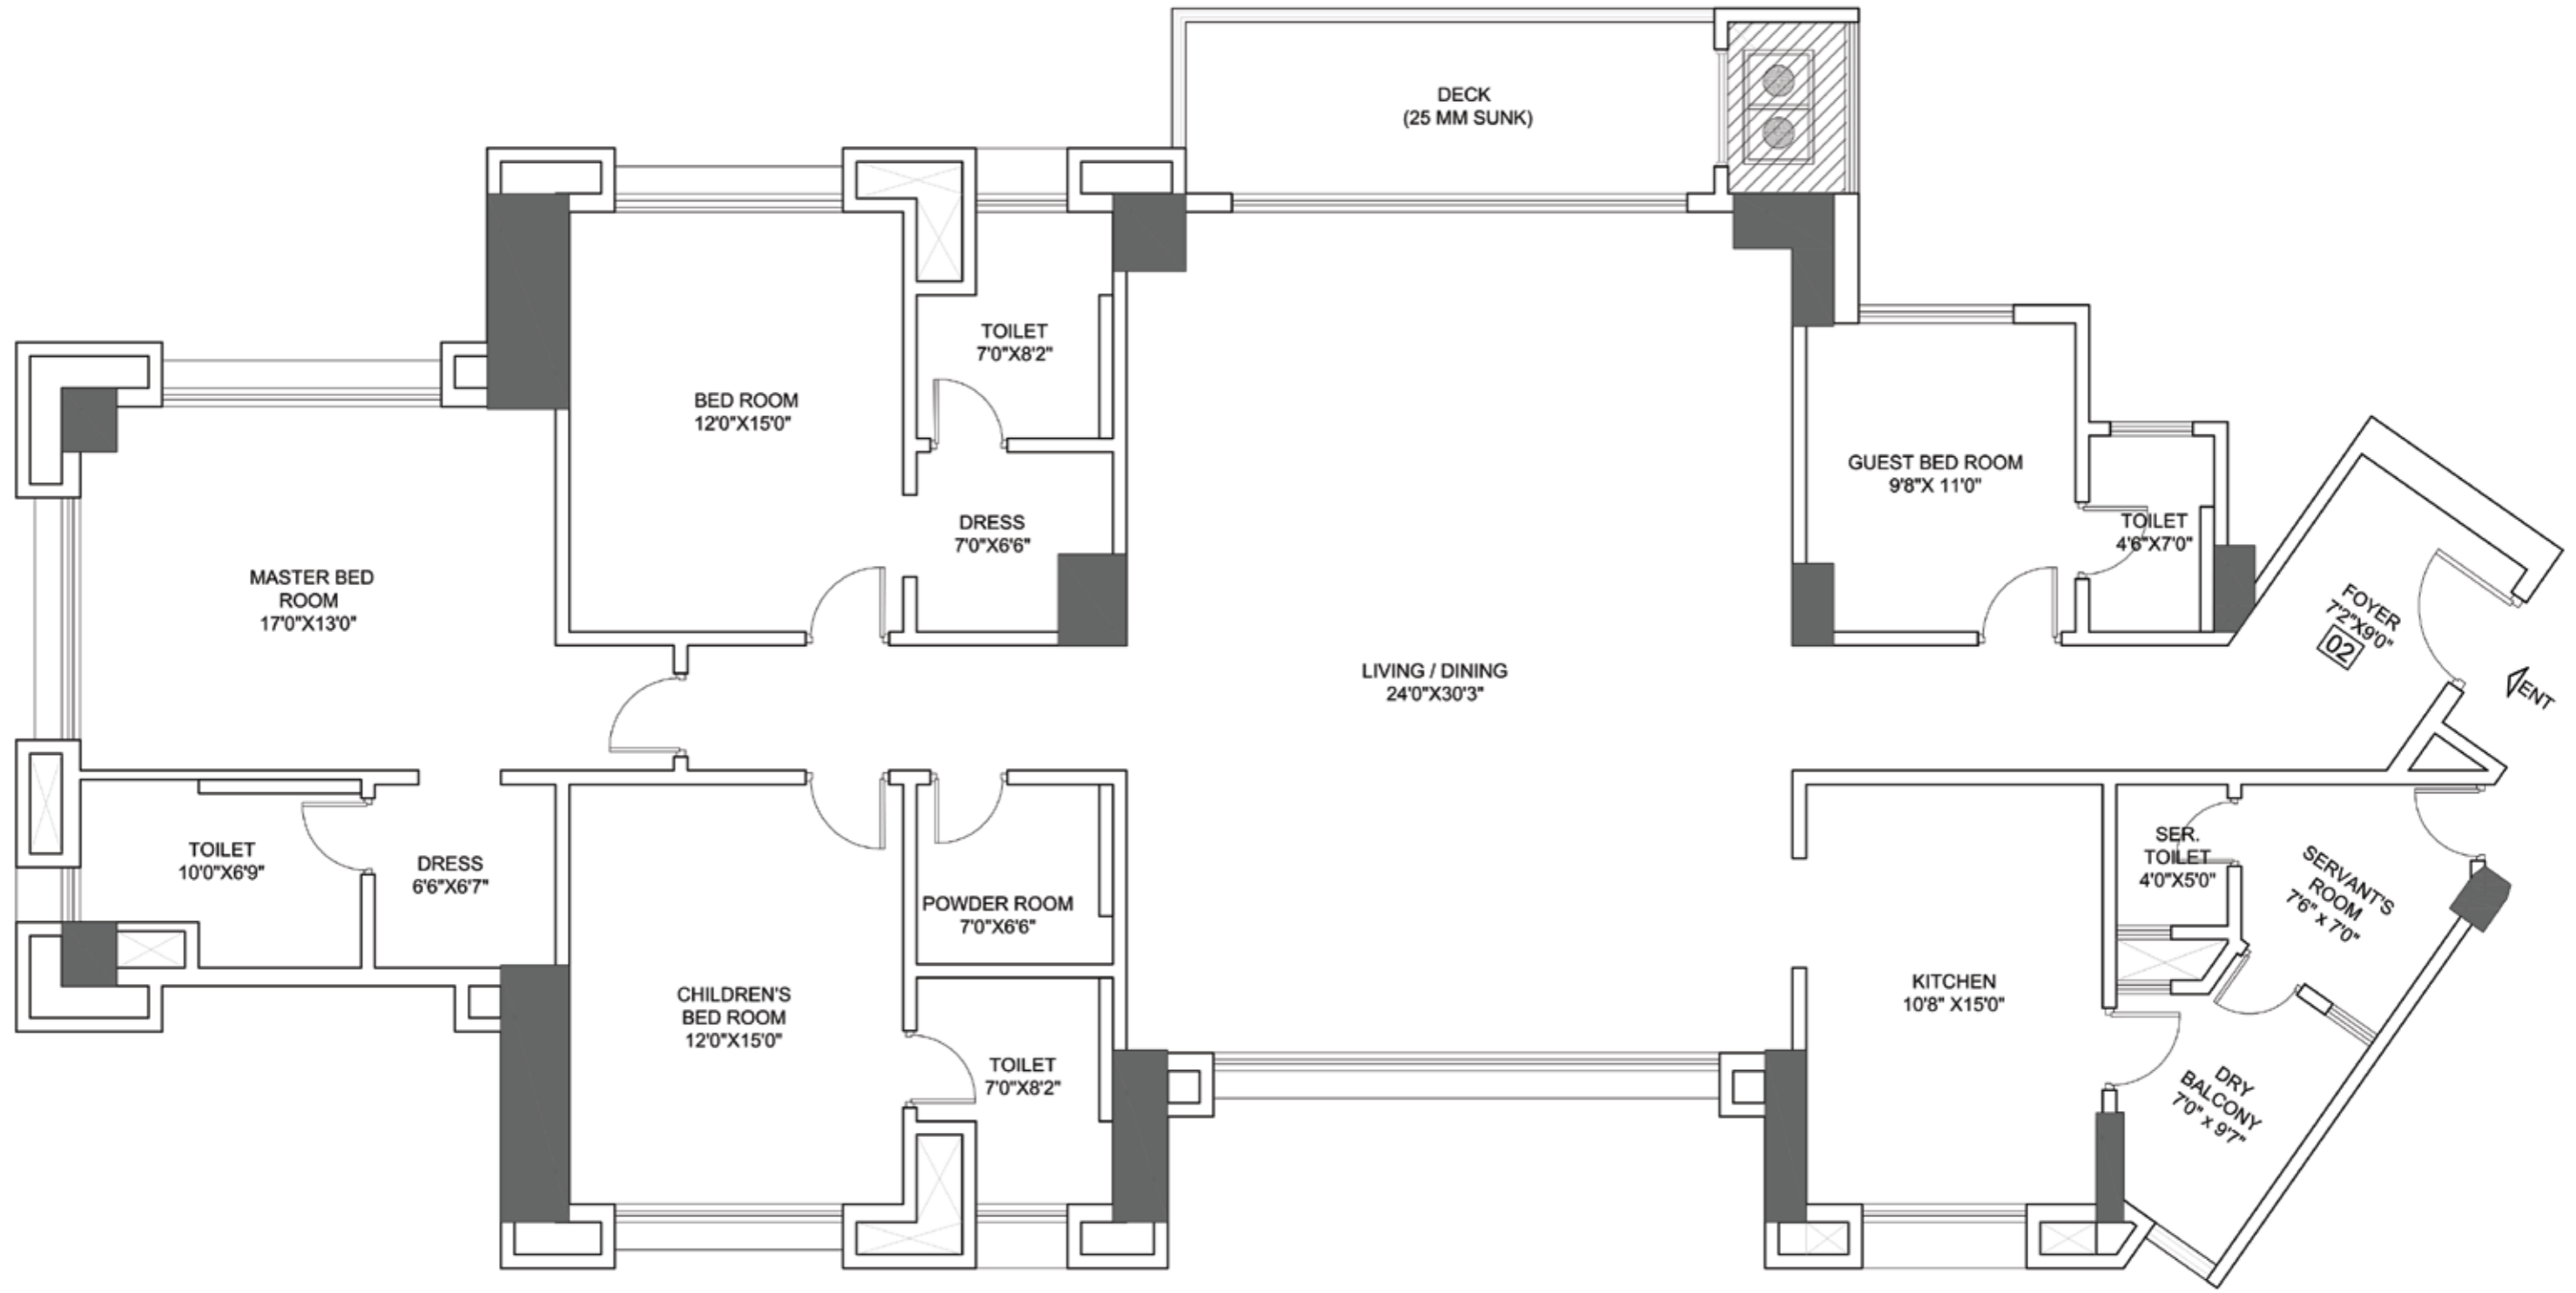 DECK
(25 MM SUNK)
TOILET
7'0"X8'2"
BED ROOM
12'0"X15'0"
GUEST BED ROOM
9'8"X 11'0"
DRESS
7'0"X6'6"
TOILET
4'6"X7'0"
MASTER BED
ROOM
17'0"X13'0"
FOYER
7'2"X9'0"
02
ENT
LIVING / DINING
24'0"X30'3"
TOILET
10'0"X6'9"
DRESS
6'6"X6'7"
POWDER ROOM
7'0"X6'6"
SER.
TOILET
4'0"X5'0"
SERVANT'S
ROOM
7'6" x 7'0"
CHILDREN'S
BED ROOM
12'0"X15'0"
KITCHEN
10'8" X15'0"
TOILET
7'0"X8'2"
DRY
BALCONY
7'0" x 9'7"